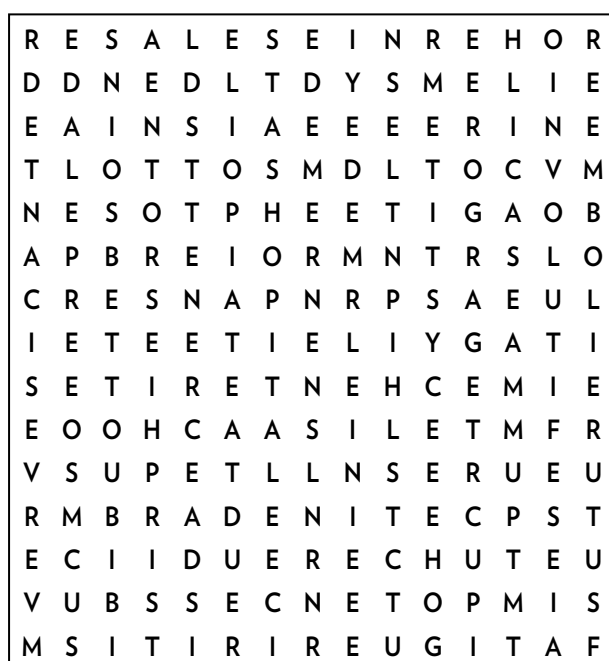 R E S A L E S E I N R E H O R
D D N E D L T D Y S M E L I E
E A I N S I A E E E E R I N E
T L O T T O S M D L T O C V M
N E S O T P H E E T I G A O B
A P B R E I O R M N T R S L O
C R E S N A P N R P S A E U L
I E T E E T I E L I Y G A T I
S E T I R E T N E H C E M I E
E O O H C A A S I L E T M F R
V S U P E T L L N S E R U E U
R M B R A D E N I T E C P S T
E C I I D U E R E C H U T E U
V U B S S E C N E T O P M I S
M S I T I R I R E U G I T A F